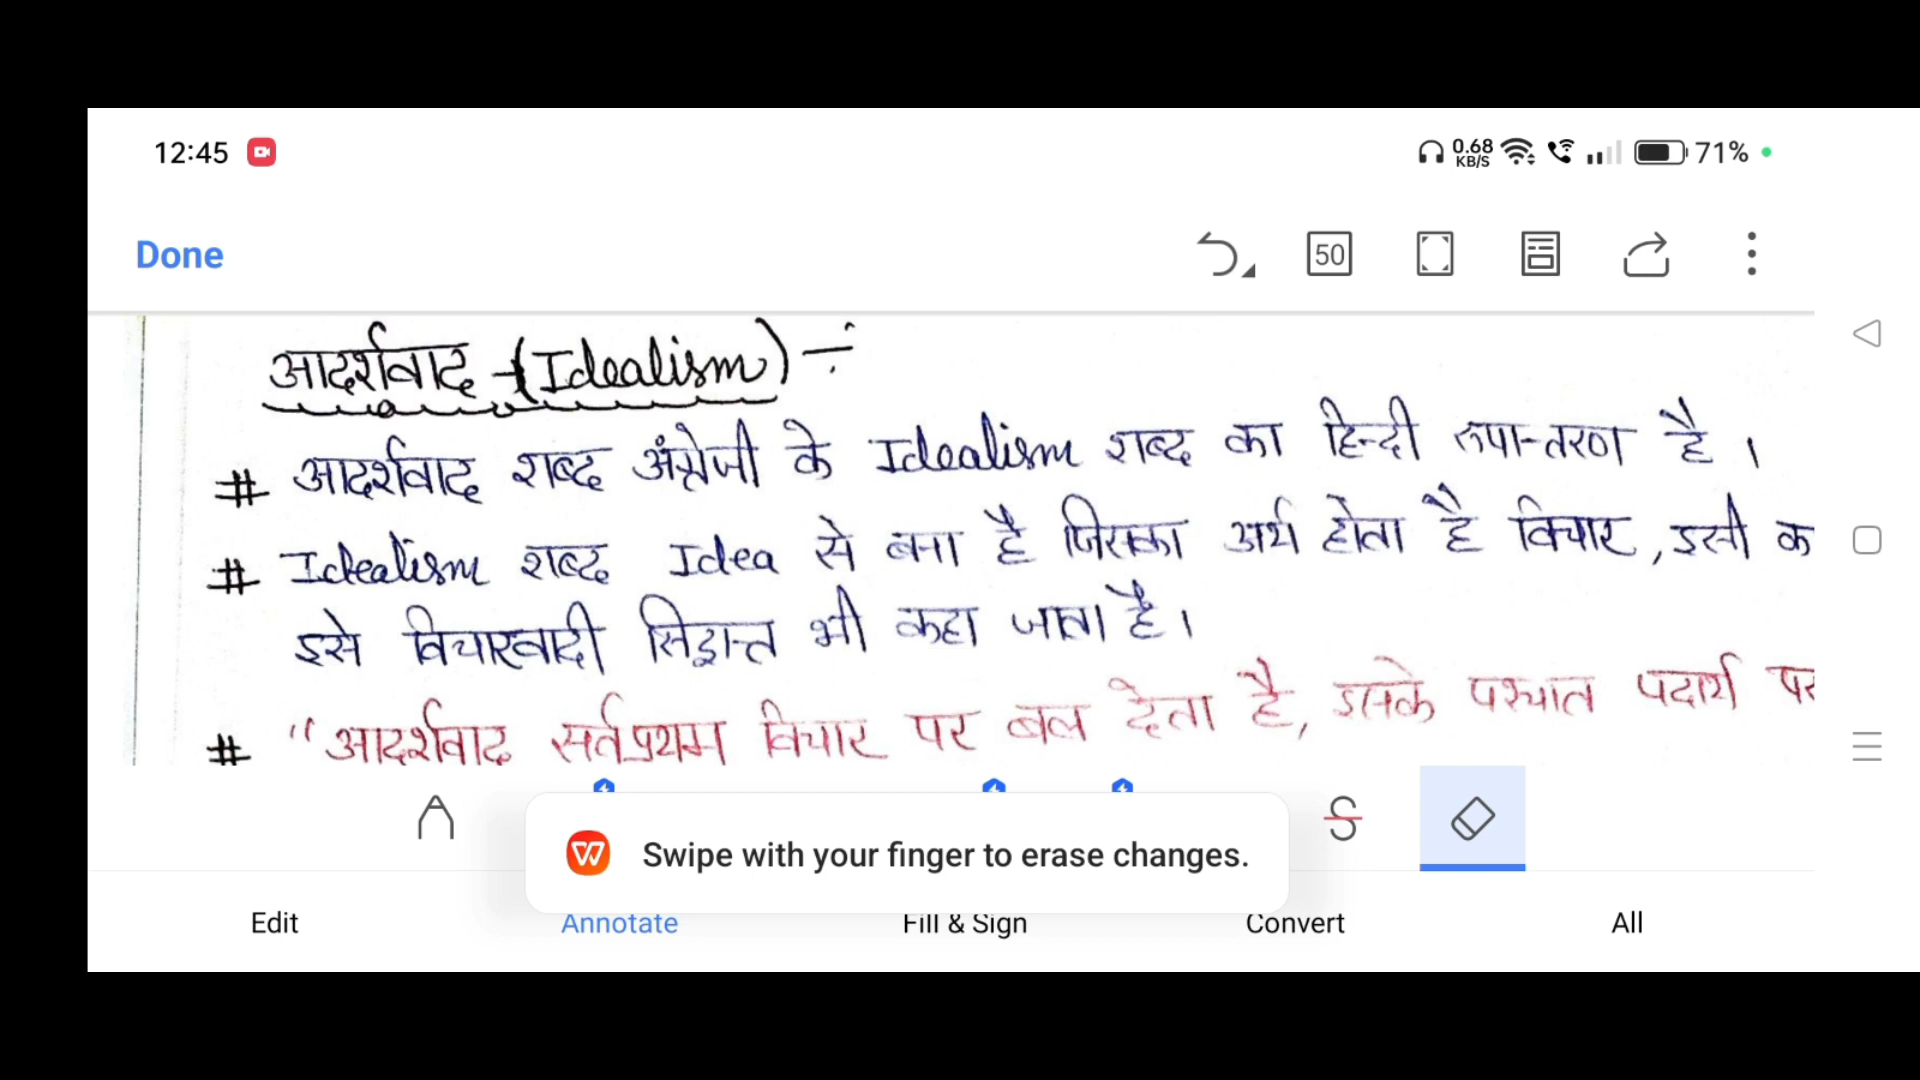 12:45
0.68
KB/S
71%
Done
50
आदर्शवाद - (Idealism) ÷
# आदर्शवाद शब्द अंग्रेजी के Idealism शब्द का हिन्दी रूपान्तरण है ।
# Idealism शब्द Idea से बना है जिसका अर्थ होता है विचार, इसी क
इसे विचारवादी सिद्धान्त भी कहा जाता है ।
# "आदर्शवाद सर्वप्रथम विचार पर बल देता है, इसके पश्चात पदार्थ पर
Swipe with your finger to erase changes.
Edit
Annotate
Fill & Sign
Convert
All